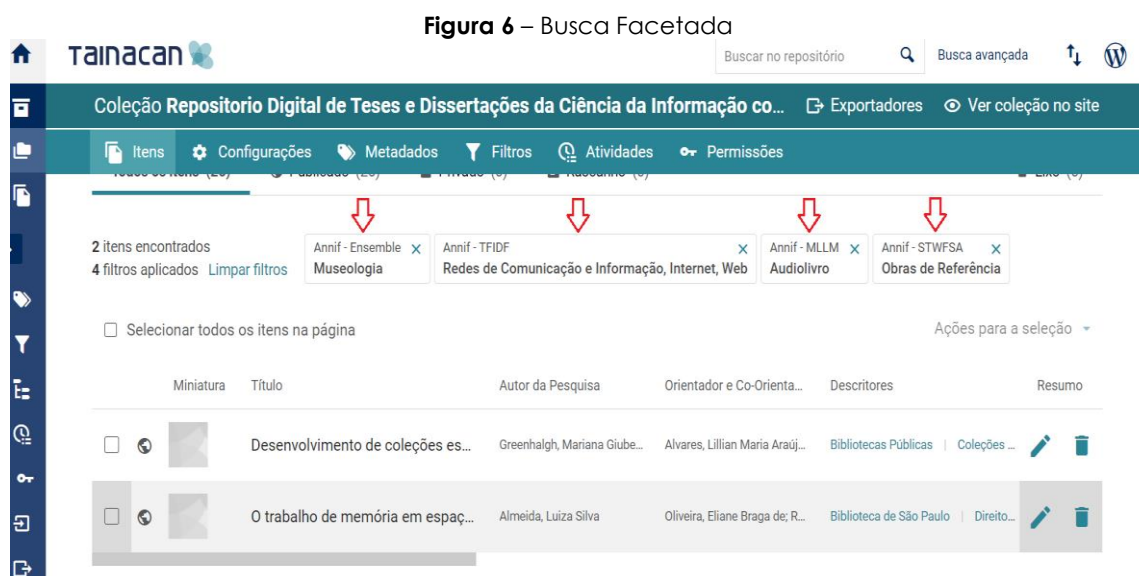 Figura 6 – Busca Facetada
Tainacan
Buscar no repositório
Busca avançada
Coleção Repositorio Digital de Teses e Dissertações da Ciência da Informação co...
Exportadores
Ver coleção no site
Itens
Configurações
Metadados
Filtros
Atividades
Permissões
2 itens encontrados
4 filtros aplicados Limpar filtros
Annif - Ensemble
Museologia
Annif - TFIDF
Redes de Comunicação e Informação, Internet, Web
Annif - MLLM
Audiolivro
Annif - STWFSA
Obras de Referência
Selecionar todos os itens na página
Ações para a seleção
Miniatura Título Autor da Pesquisa Orientador e Co-Orienta... Descritores Resumo
Desenvolvimento de coleções es... Greenhalgh, Mariana Giube... Alvares, Lillian Maria Araúj... Bibliotecas Públicas | Coleções ...
O trabalho de memória em espaç... Almeida, Luiza Silva Oliveira, Eliane Braga de; R... Biblioteca de São Paulo | Direito...